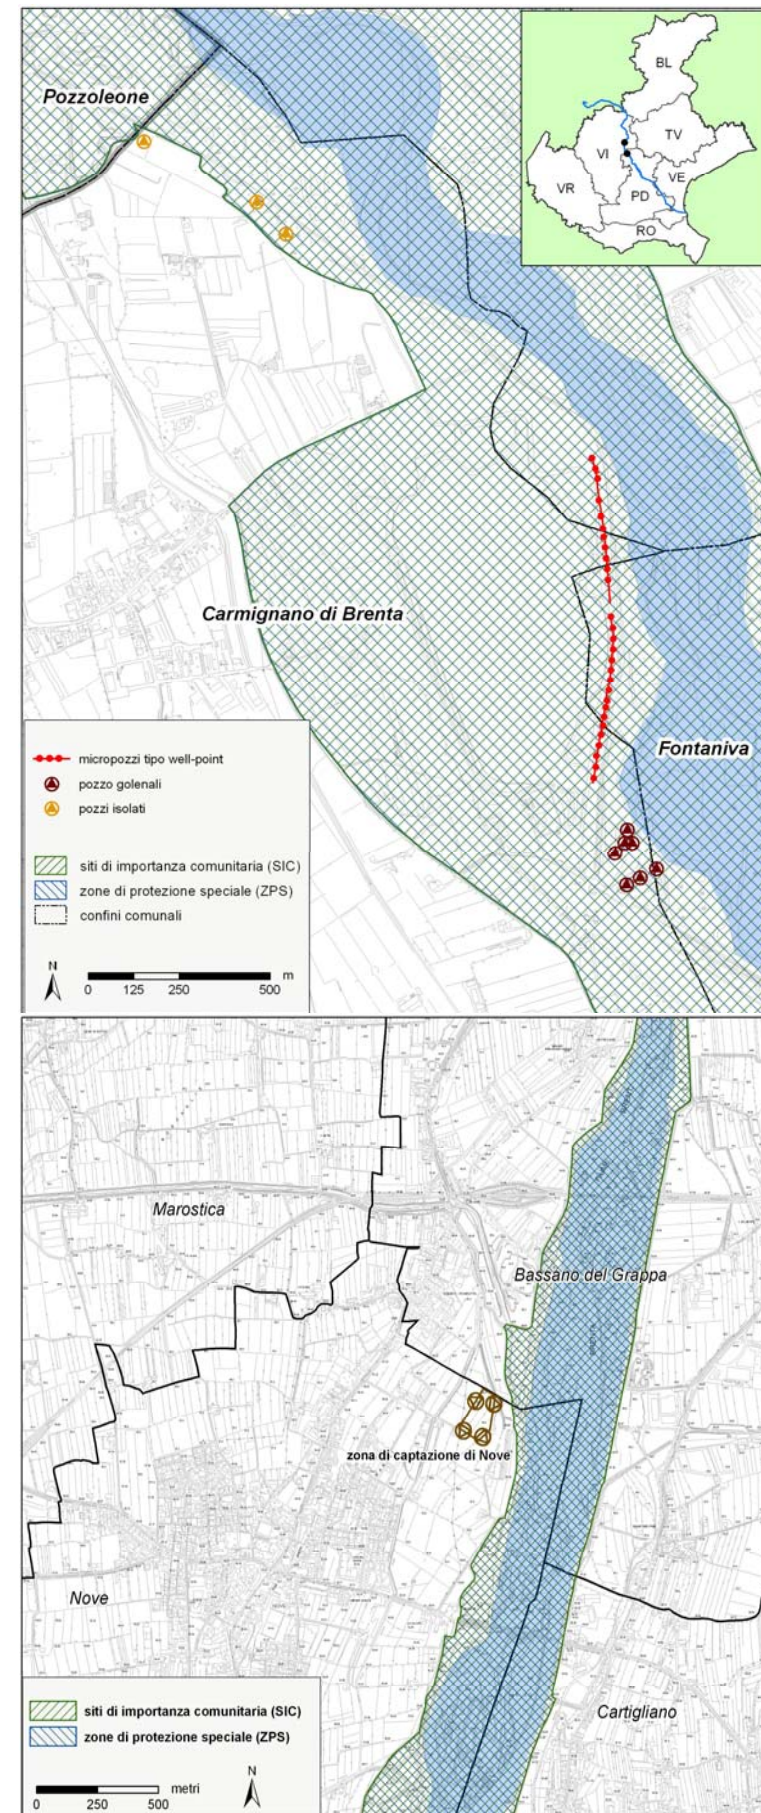 Pozzoleone
BL
TV
VI
VE
VR
PD
RO
Carmignano di Brenta
Fontaniva
micropozzi tipo well-point
pozzo golenali
pozzi isolati
siti di importanza comunitaria (SIC)
zone di protezione speciale (ZPS)
confini comunali
N
m
0 125 250 500
Marostica
Bassano del Grappa
BRENTA
zona di captazione di Nove
Nove
Cartigliano
siti di importanza comunitaria (SIC)
zone di protezione speciale (ZPS)
metri
N
0 250 500